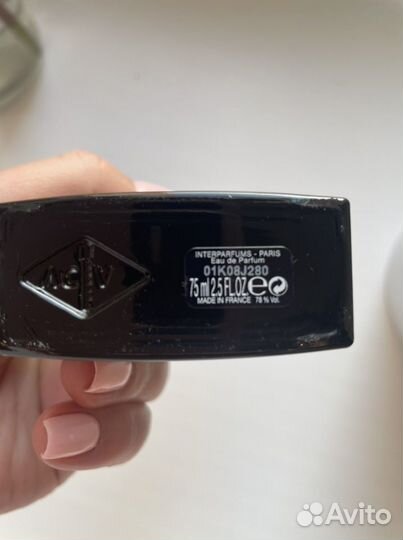 INTERPARFUMS - PARIS
Eau de Parfum
01K08J280
75 ml 2.5 FL.OZ e
MADE IN FRANCE 78 % Vol.
Avito